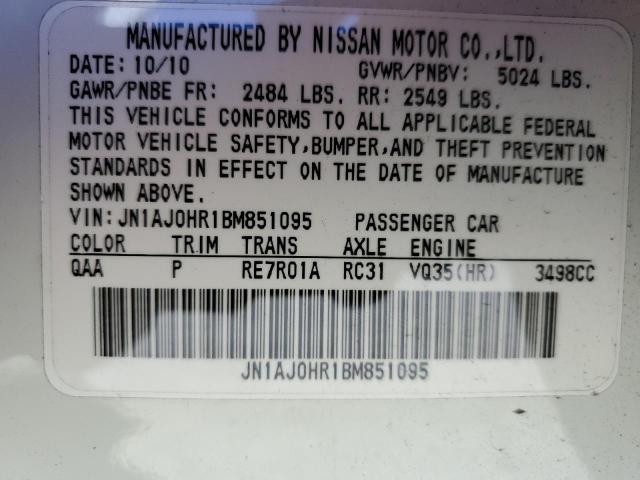 MANUFACTURED BY NISSAN MOTOR CO.,LTD.
DATE: 10/10 GVWR/PNBV: 5024 LBS.
GAWR/PNBE FR: 2484 LBS. RR: 2549 LBS.
THIS VEHICLE CONFORMS TO ALL APPLICABLE FEDERAL
MOTOR VEHICLE SAFETY,BUMPER,AND THEFT PREVENTION
STANDARDS IN EFFECT ON THE DATE OF MANUFACTURE
SHOWN ABOVE.
VIN:JN1AJ0HR1BM851095 PASSENGER CAR
COLOR TRIM TRANS AXLE ENGINE
QAA P RE7R01A RC31 VQ35(HR) 3498CC
JN1AJ0HR1BM851095